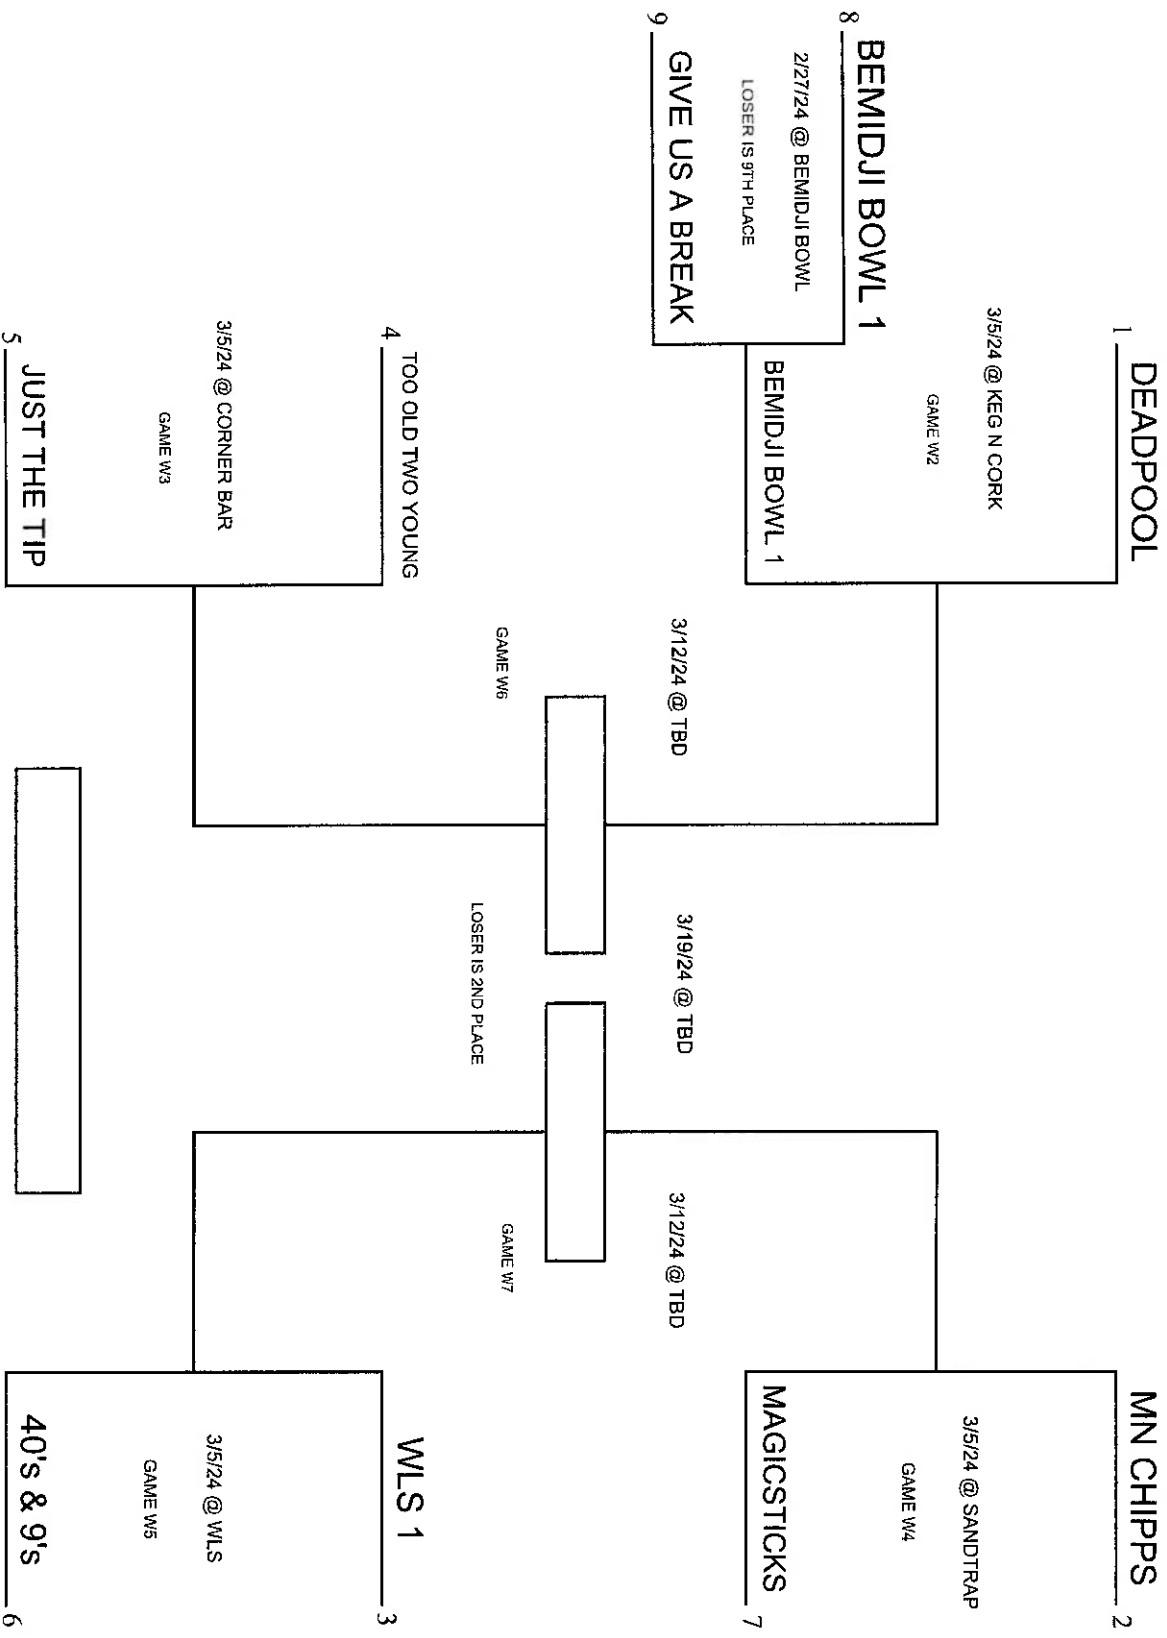 1
DEADPOOL
3/5/24 @ KEG N CORK
GAME W2
8
BEMIDJI BOWL 1
2/27/24 @ BEMIDJI BOWL
LOSER IS 9TH PLACE
BEMIDJI BOWL 1
9
GIVE US A BREAK
4
TOO OLD TWO YOUNG
3/5/24 @ CORNER BAR
GAME W3
5
JUST THE TIP
3/12/24 @ TBD
GAME W6
3/19/24 @ TBD
LOSER IS 2ND PLACE
3/12/24 @ TBD
GAME W7
MN CHIPPS
2
3/5/24 @ SANDTRAP
GAME W4
MAGICSTICKS
7
WLS 1
3
3/5/24 @ WLS
GAME W5
40's & 9's
6